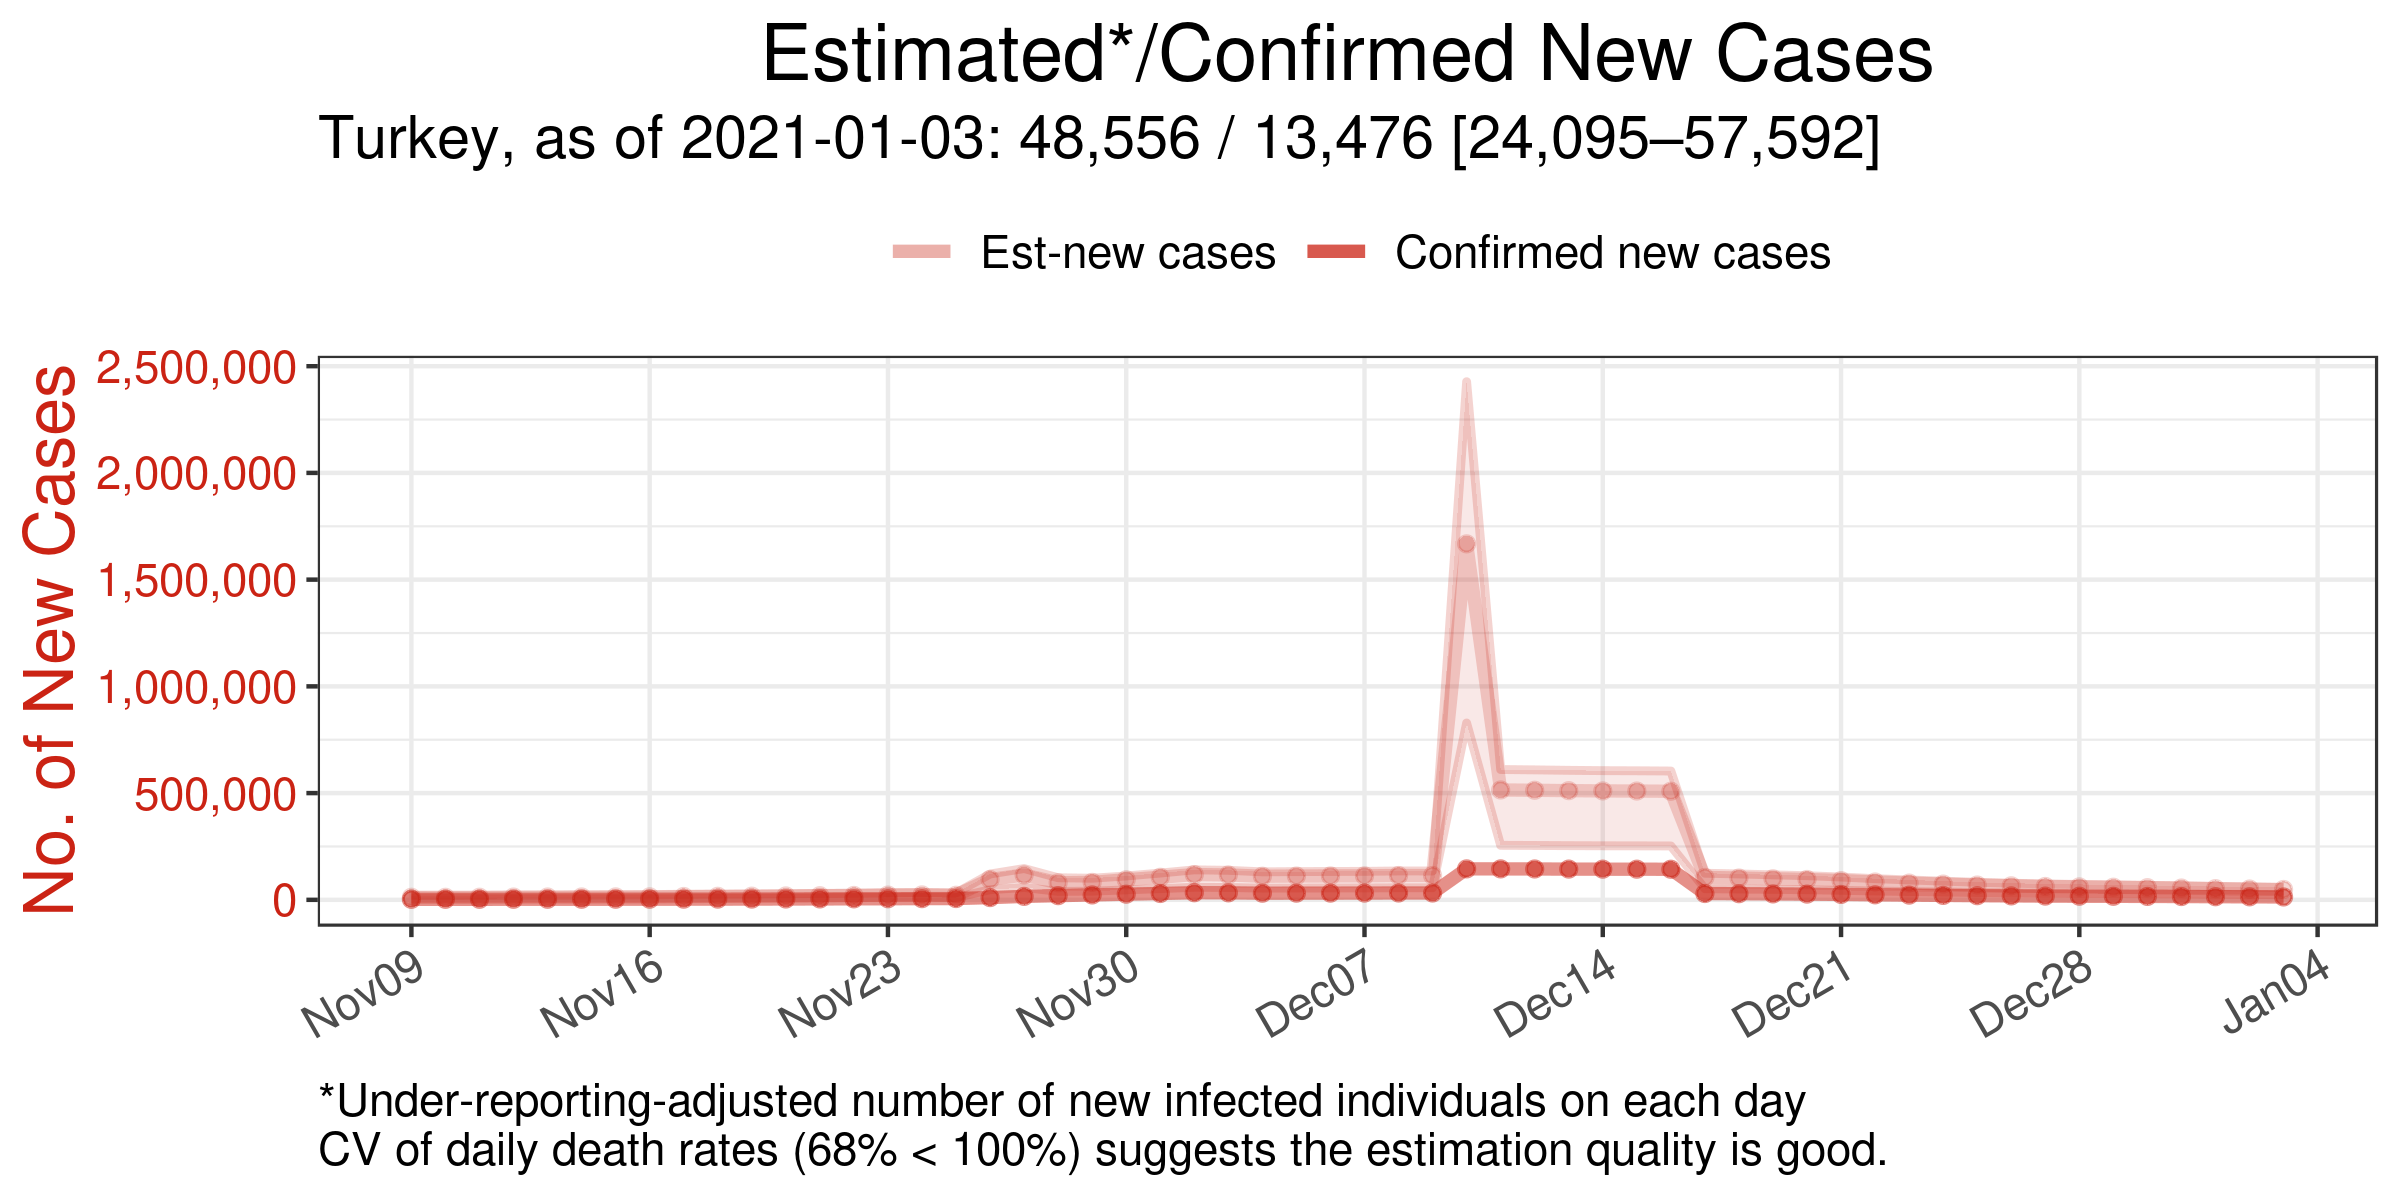 Estimated*/Confirmed New Cases
Turkey, as of 2021-01-03: 48,556 / 13,476 [24,095–57,592]
Est-new cases
Confirmed new cases
No. of New Cases
2,500,000
2,000,000
1,500,000
1,000,000
500,000
0
Nov09
Nov16
Nov23
Nov30
Dec07
Dec14
Dec21
Dec28
Jan04
*Under-reporting-adjusted number of new infected individuals on each day
CV of daily death rates (68% < 100%) suggests the estimation quality is good.